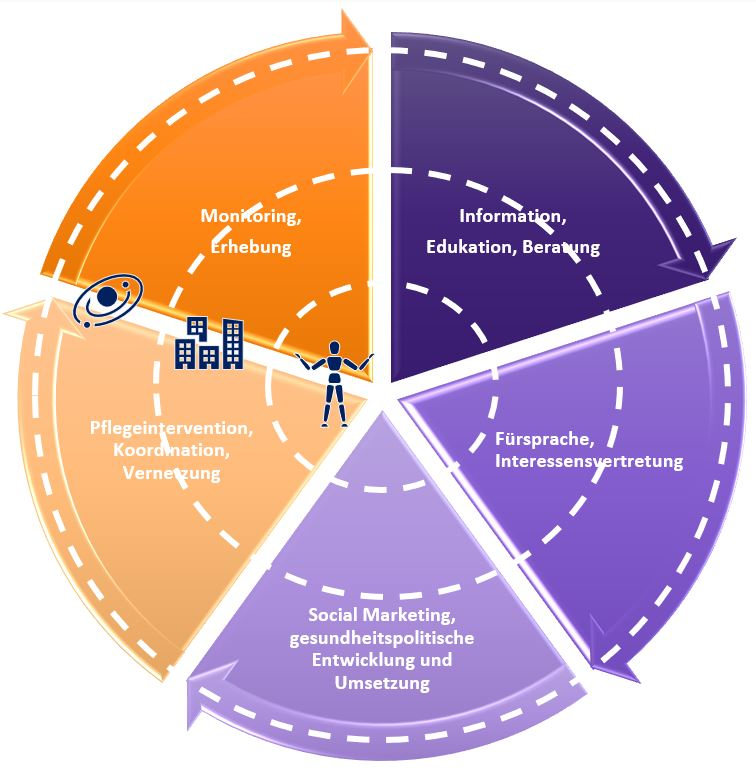 Monitoring,
Erhebung
Information,
Edukation, Beratung
Fürsprache,
Interessensvertretung
Social Marketing,
gesundheitspolitische
Entwicklung und
Umsetzung
Pflegeintervention,
Koordination,
Vernetzung